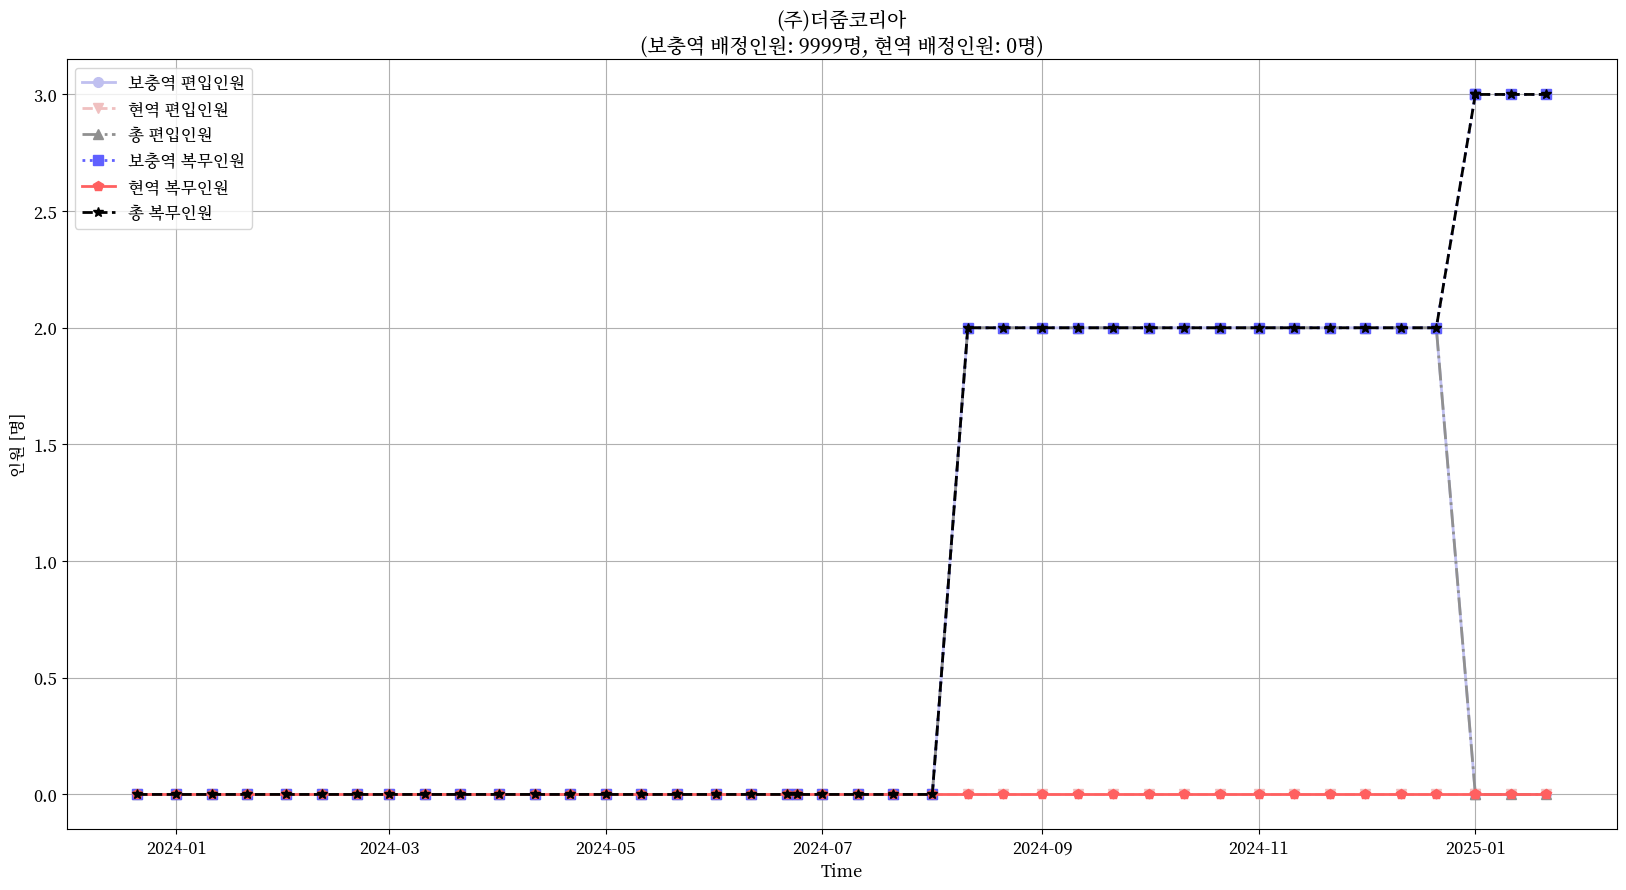 (주)더줌코리아
(보충역 배정인원: 9999명, 현역 배정인원: 0명)
보충역 편입인원
현역 편입인원
총 편입인원
보충역 복무인원
현역 복무인원
총 복무인원
3.0
2.5
2.0
1.5
1.0
0.5
0.0
인원 [명]
2024-01
2024-03
2024-05
2024-07
2024-09
2024-11
2025-01
Time